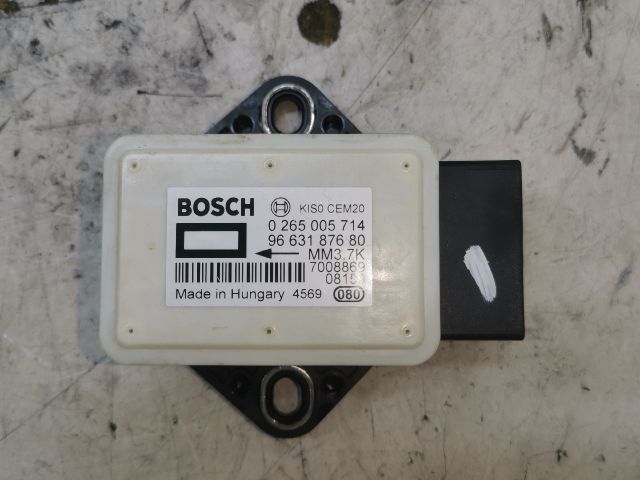 BOSCH KIS0 CEM20
0 265 005 714
96 631 876 80
MM3.7K
7008869
Made in Hungary 4569 080